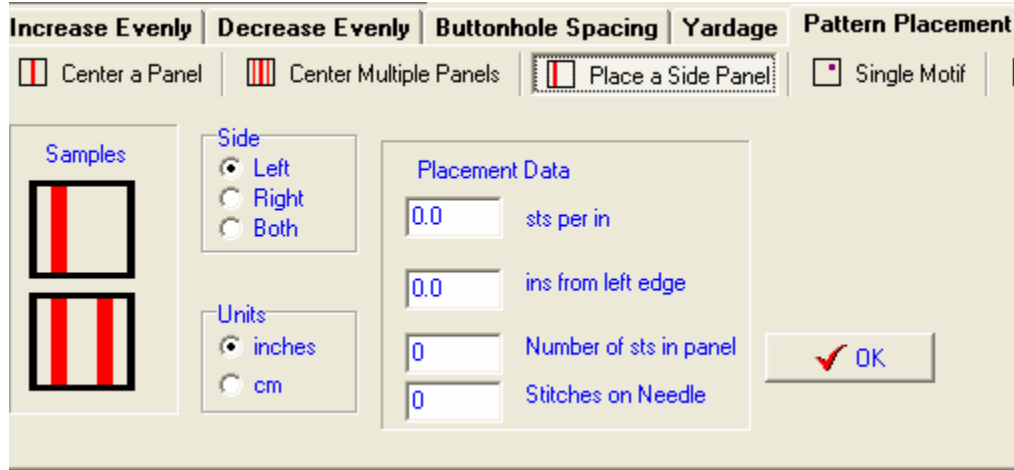 Increase Evenly Decrease Evenly Buttonhole Spacing Yardage Pattern Placement
Center a Panel Center Multiple Panels Place a Side Panel Single Motif
Samples
Side
Left
Right
Both
Units
inches
cm
Placement Data
0.0 sts per in
0.0 ins from left edge
0 Number of sts in panel
0 Stitches on Needle
OK